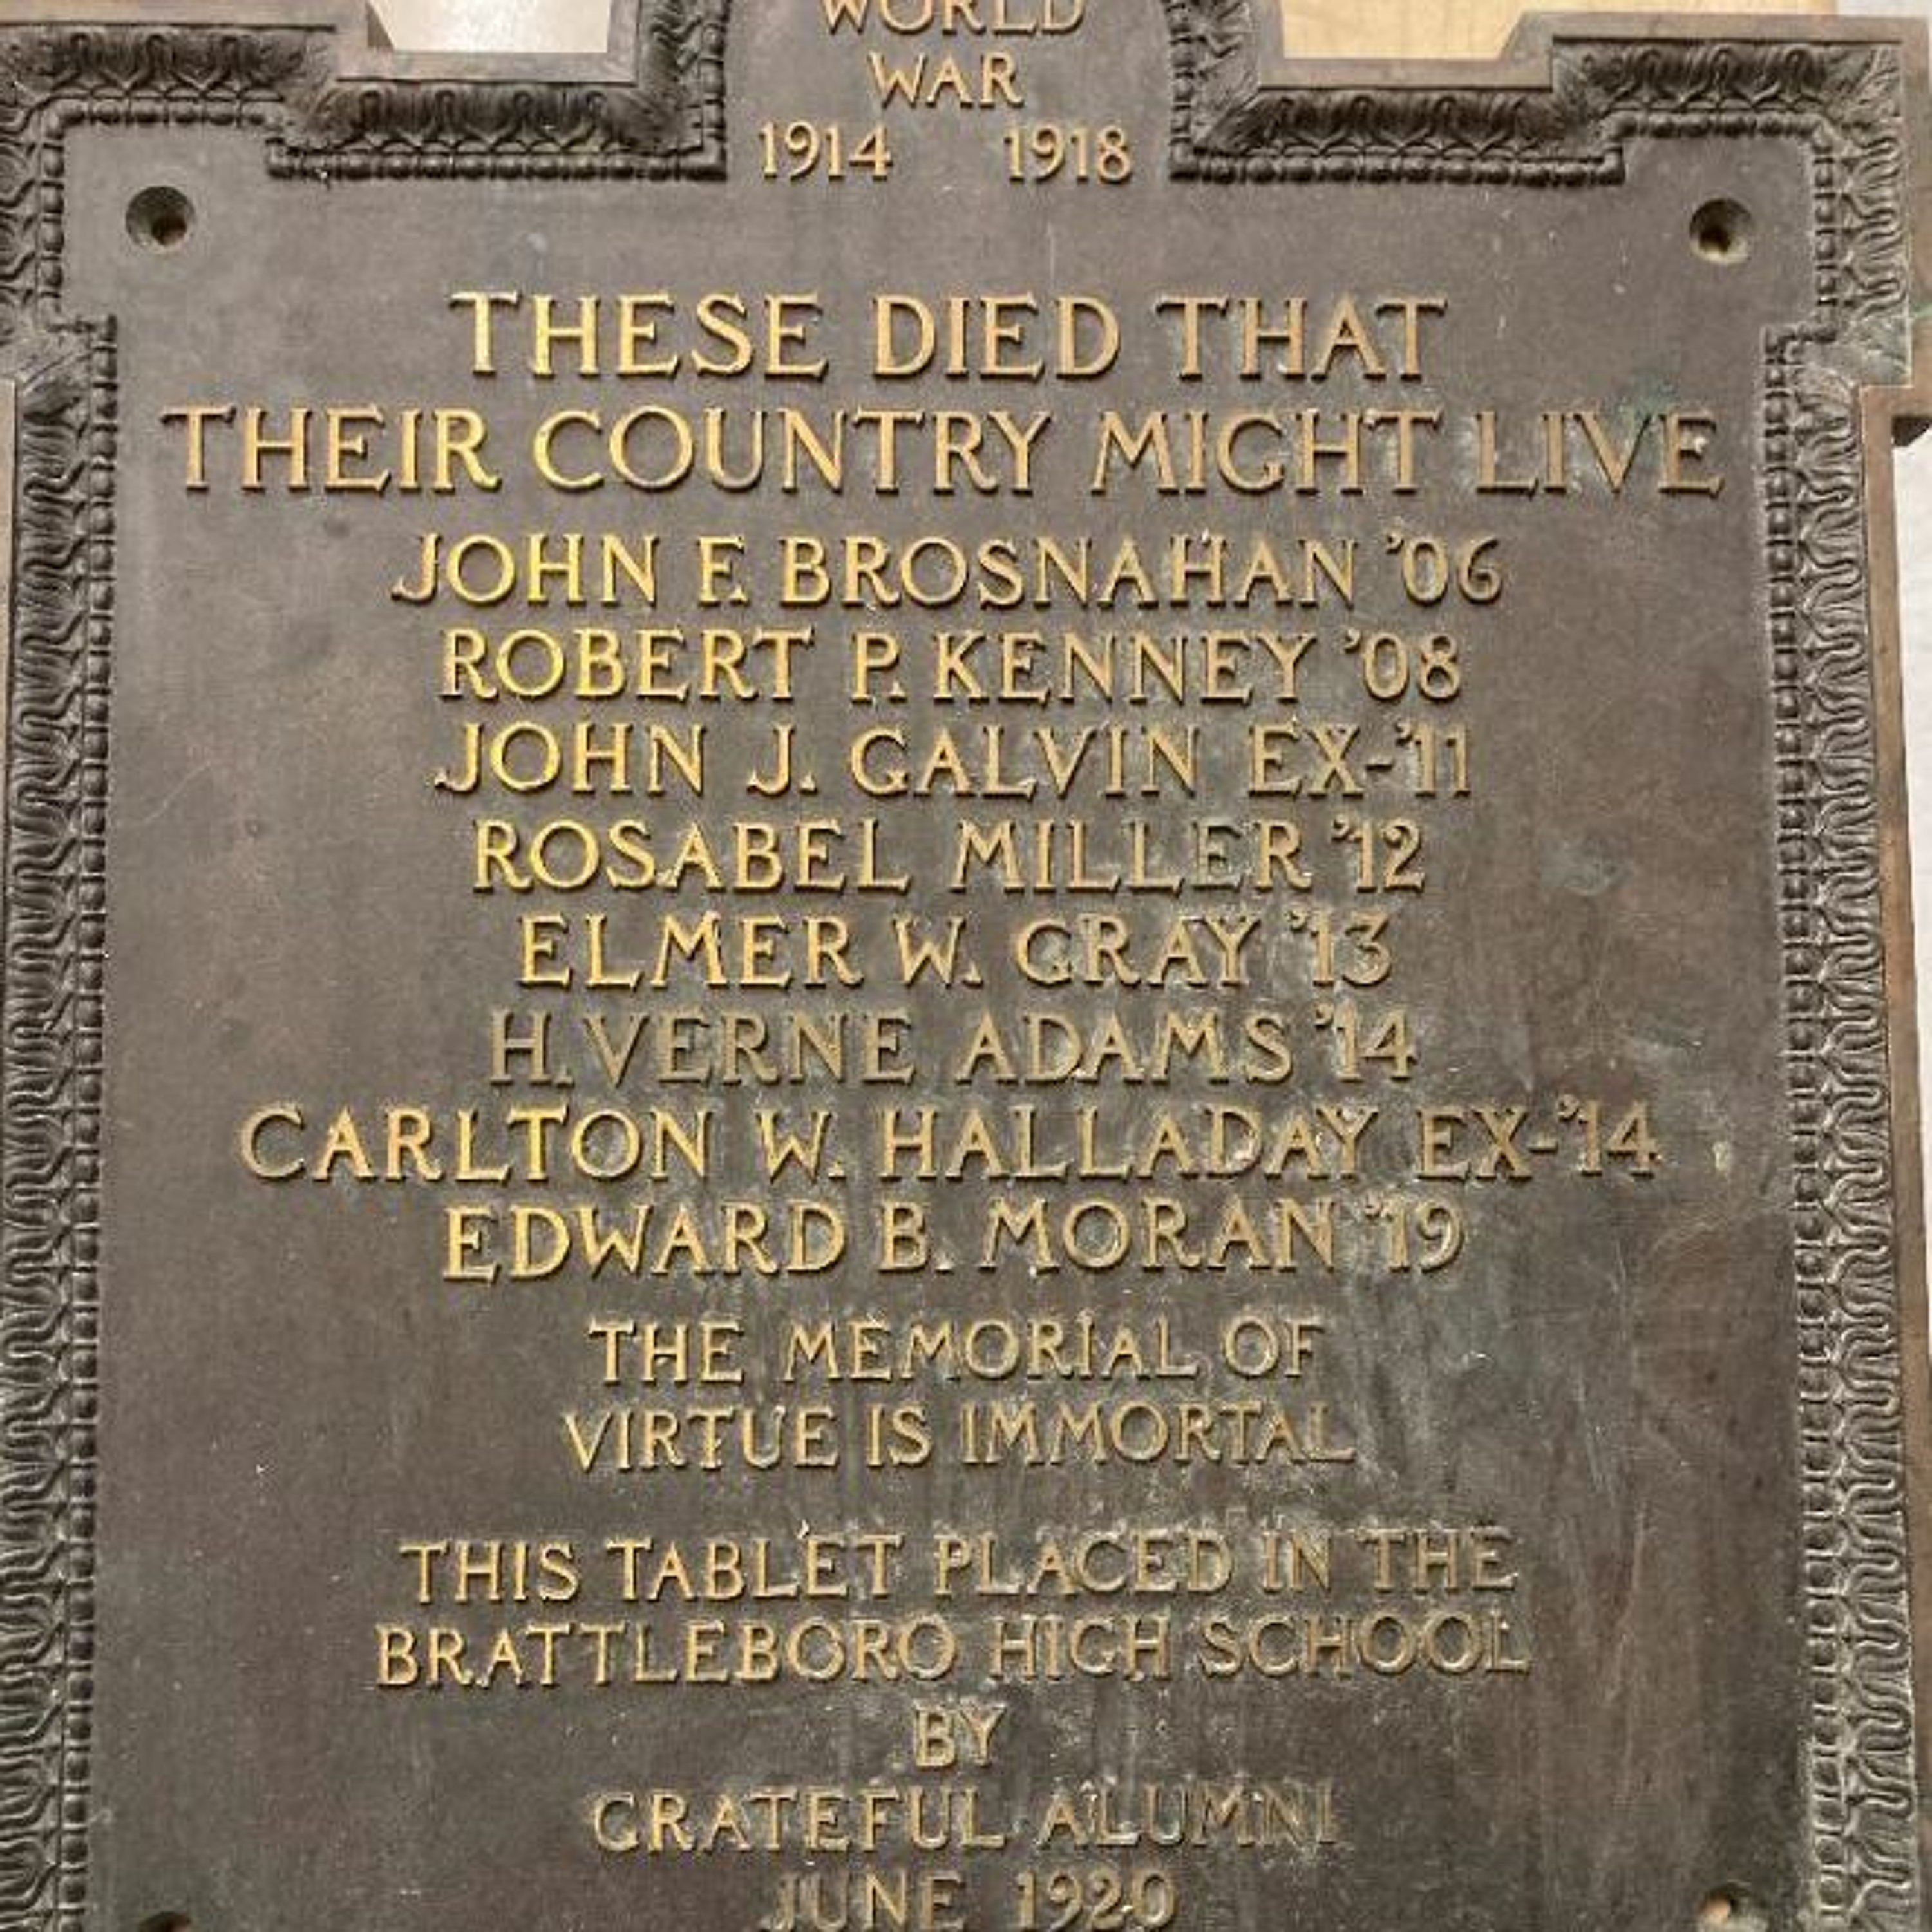 WORLD
WAR
1914 1918
THESE DIED THAT
THEIR COUNTRY MIGHT LIVE
JOHN F. BROSNAHAN '06
ROBERT P. KENNEY '08
JOHN J. GALVIN EX-'11
ROSABEL MILLER '12
ELMER W. GRAY '13
H. VERNE ADAMS '14
CARLTON W. HALLADAY EX-'14
EDWARD B. MORAN '19
THE MEMORIAL OF
VIRTUE IS IMMORTAL
THIS TABLET PLACED IN THE
BRATTLEBORO HIGH SCHOOL
BY
GRATEFUL ALUMNI
JUNE 1920